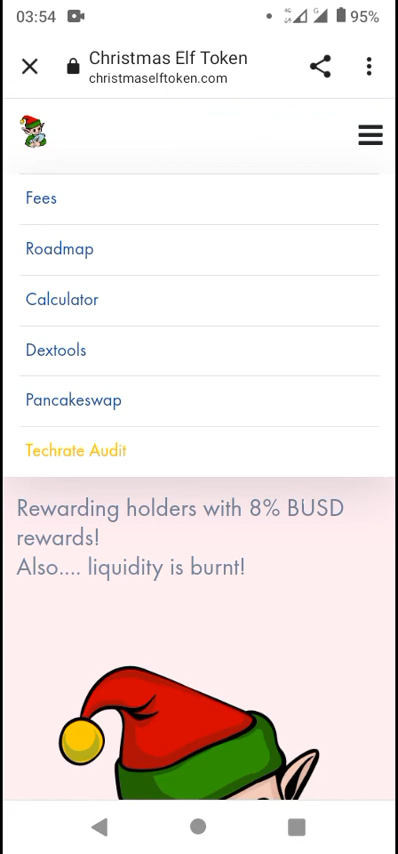 03:54
95%
Christmas Elf Token
christmaselftoken.com
Fees
Roadmap
Calculator
Dextools
Pancakeswap
Techrate Audit
Rewarding holders with 8% BUSD
rewards!
Also.... liquidity is burnt!